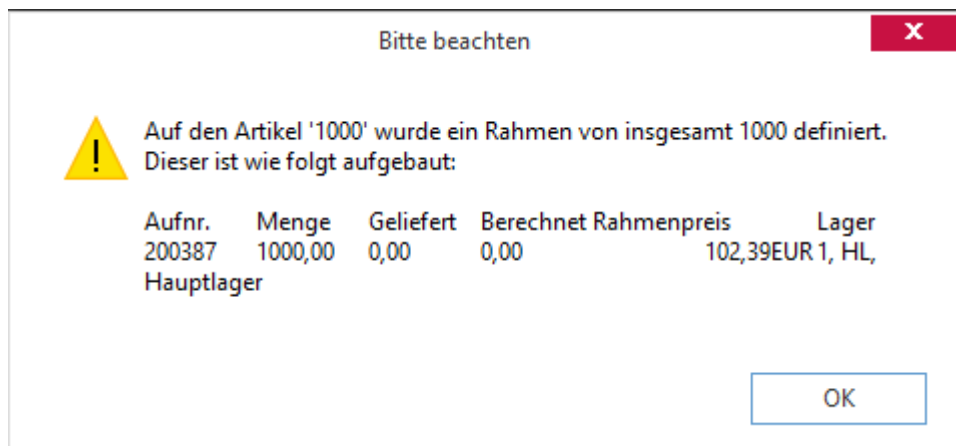 Bitte beachten
x
!
Auf den Artikel '1000' wurde ein Rahmen von insgesamt 1000 definiert.
Dieser ist wie folgt aufgebaut:
Aufnr. Menge Geliefert Berechnet Rahmenpreis Lager
200387 1000,00 0,00 0,00 102,39EUR 1, HL,
Hauptlager
OK